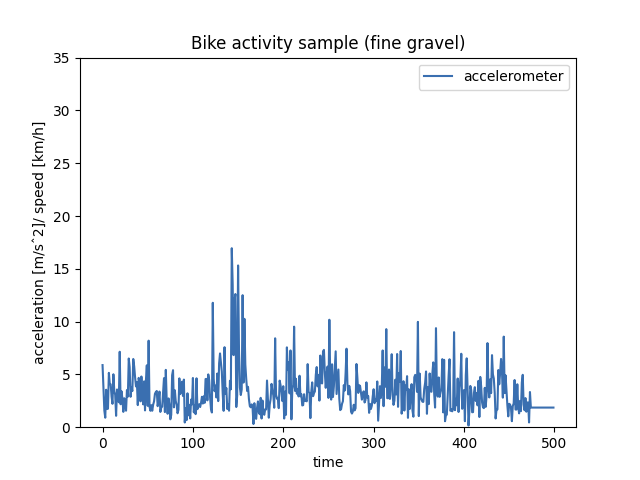 Bike activity sample (fine gravel)
accelerometer
35
30
25
20
15
10
5
0
acceleration [m/s^2]/ speed [km/h]
0 100 200 300 400 500
time